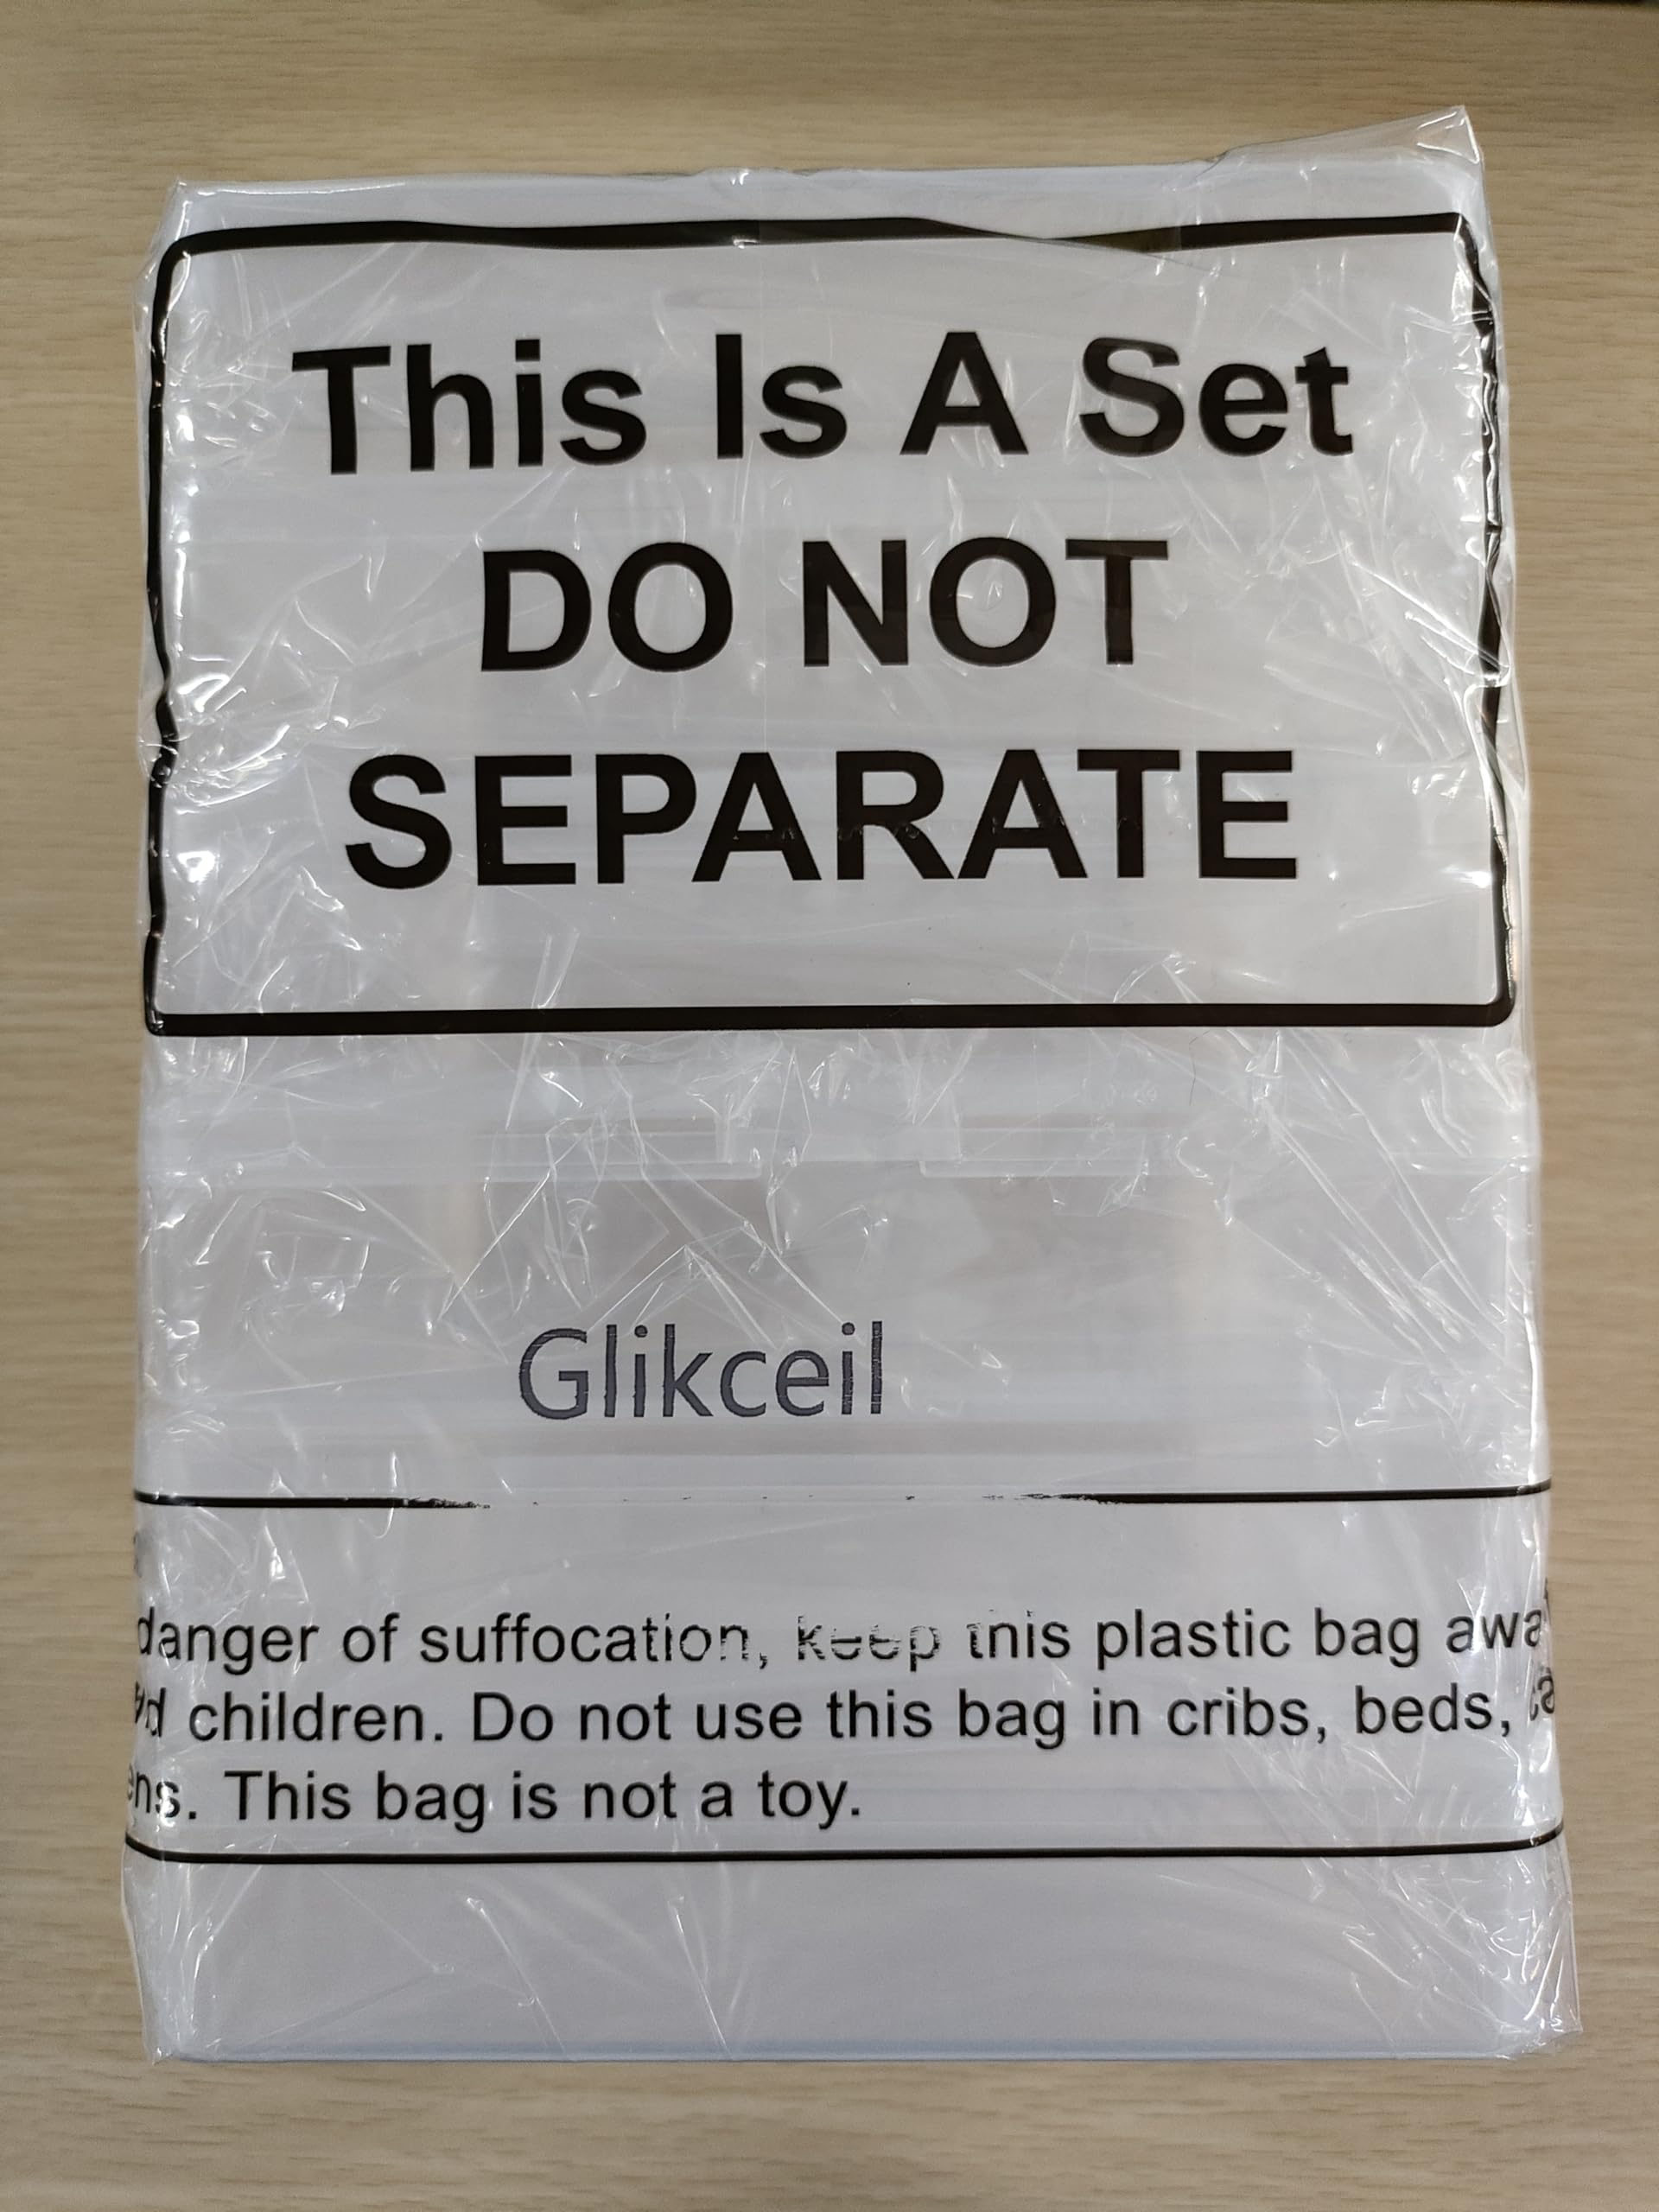 This Is A Set
DO NOT
SEPARATE
Glikceil
danger of suffocation, keep this plastic bag
children. Do not use this bag in cribs, beds,
This bag is not a toy.